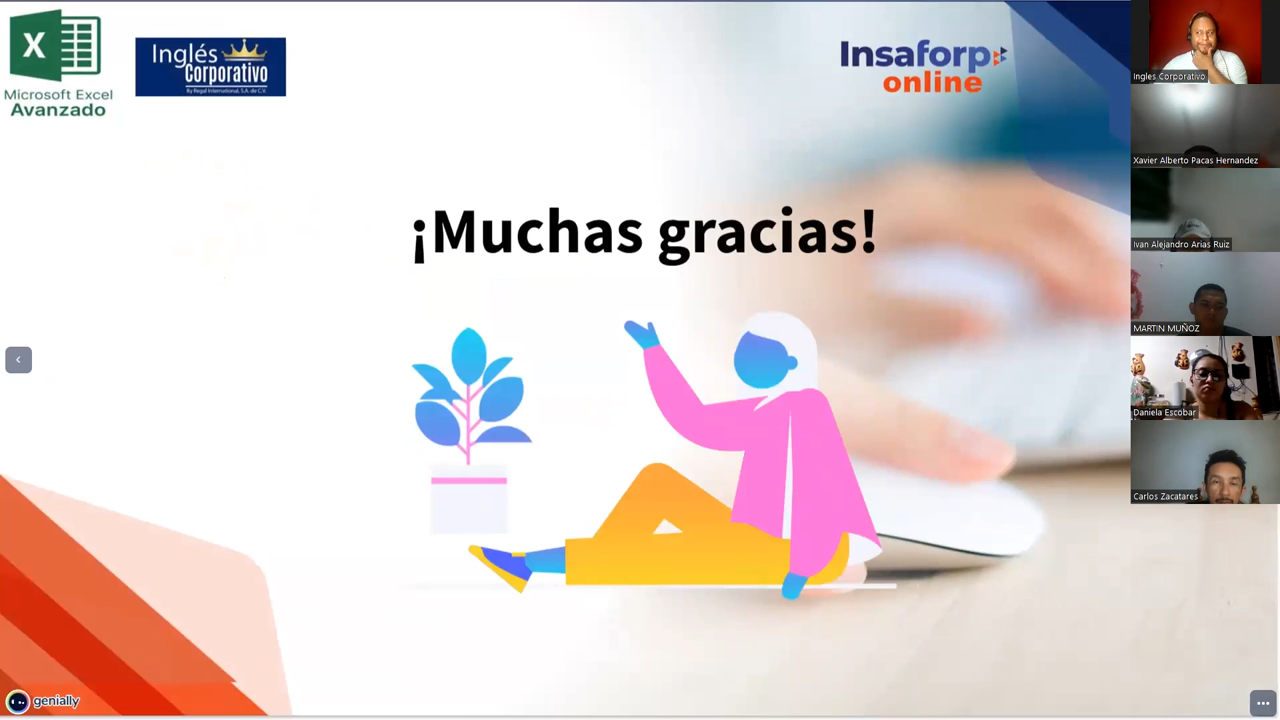 X
Microsoft Excel
Avanzado
Inglés
Corporativo
By Regal International, S.A. de C.V.
Insaforp
online
¡Muchas gracias!
genially
Ingles Corporativo
Xavier Alberto Pacas Hernandez
Ivan Alejandro Arias Ruiz
MARTIN MUÑOZ
Daniela Escobar
Carlos Zacatares